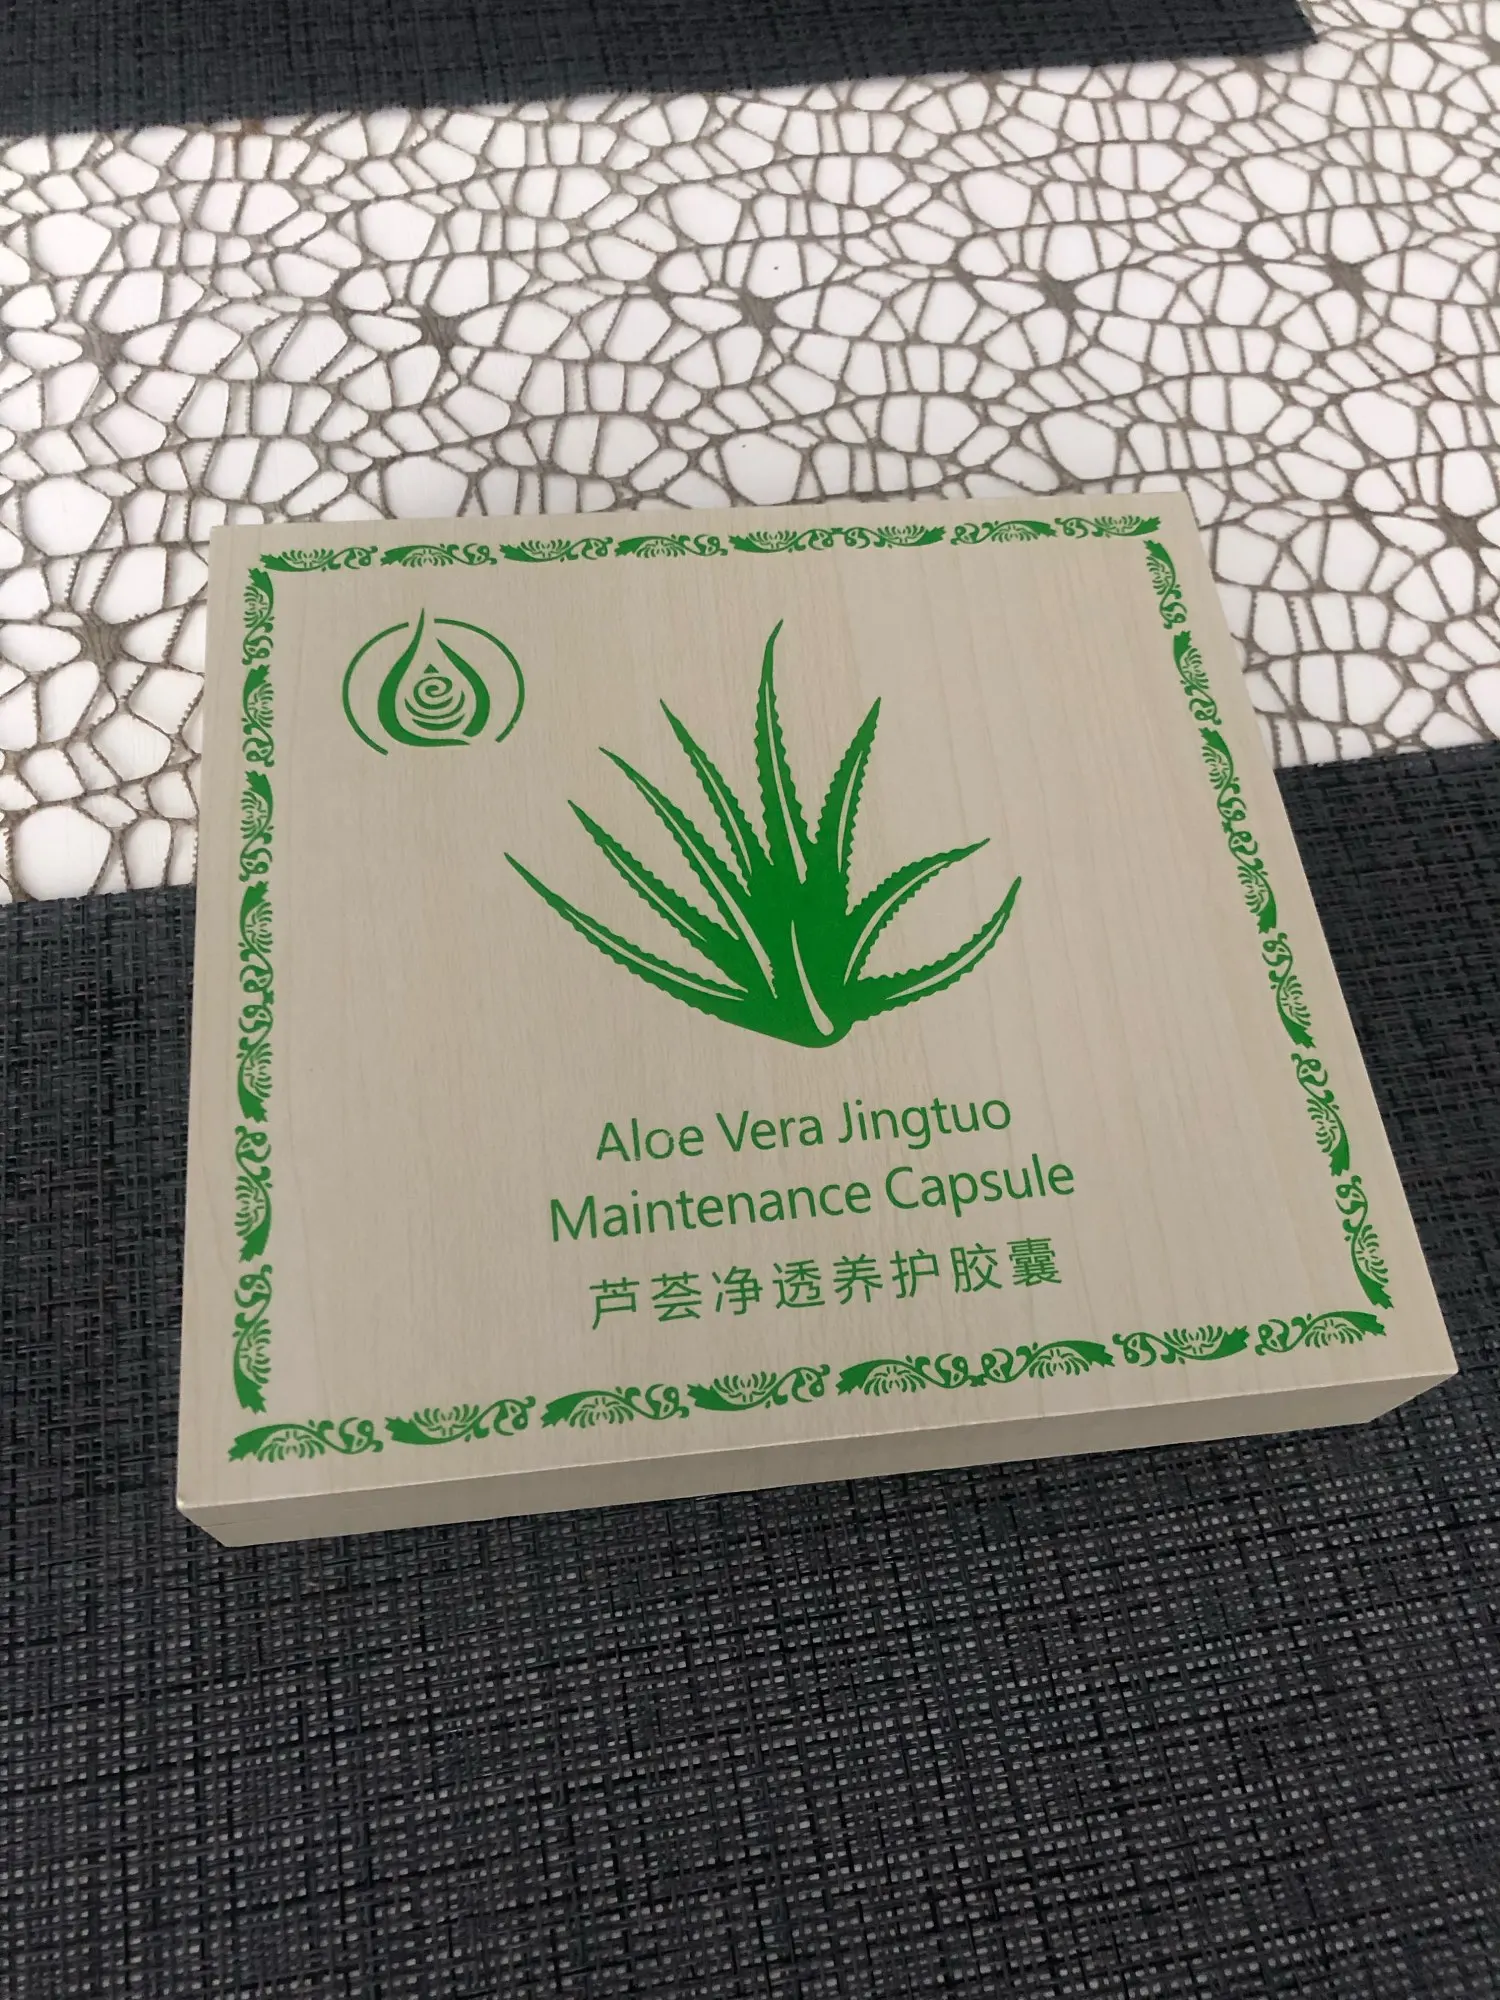 Aloe Vera Jingtuo
Maintenance Capsule
芦荟净透养护胶囊